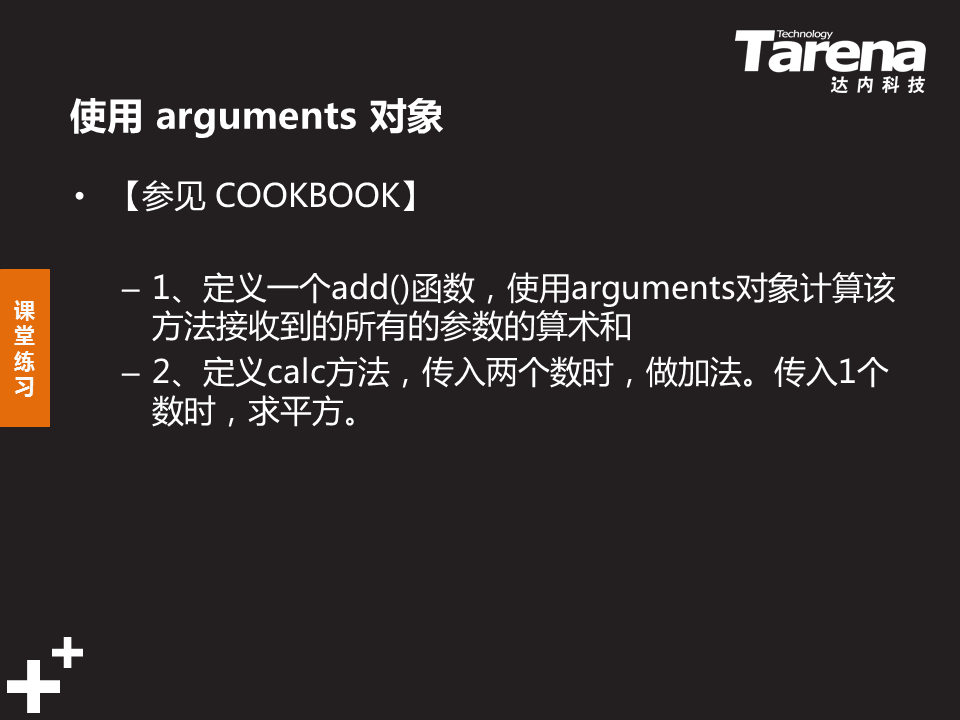 Technology
Tarena
达内科技
使用 arguments 对象
• 【参见 COOKBOOK】
– 1、定义一个add()函数，使用arguments对象计算该
方法接收到的所有的参数的算术和
– 2、定义calc方法，传入两个数时，做加法。传入1个
数时，求平方。
课
堂
练
习